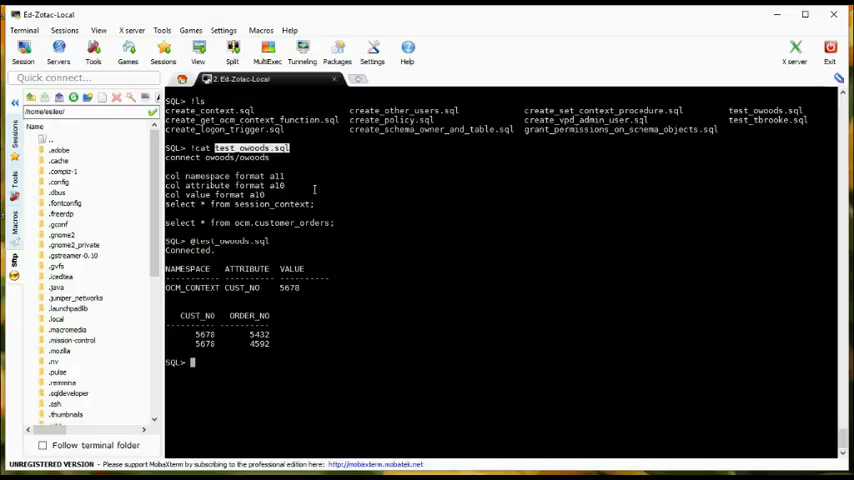 Ed-Zotac-Local
Terminal Sessions View X server Tools Games Settings Macros Help
Session Servers Tools Games Sessions View Split MultiExec Tunneling Packages Settings Help X server Exit
Quick connect...
2. Ed-Zotac-Local
/home/esileo/
Name
..
.adobe
.cache
.compiz-1
.config
.dbus
.fontconfig
.freerdp
.gconf
.gnome2
.gnome2_private
.gstreamer-0.10
.gvfs
.icedtea
.java
.juniper_networks
.launchpadlib
.local
.macromedia
.mission-control
.mozilla
.nv
.pulse
.remmina
.sqldeveloper
.ssh
.thumbnails
Sessions
Tools
Macros
Sftp
Follow terminal folder
SQL> !ls
create_context.sql create_other_users.sql create_set_context_procedure.sql test_owoods.sql
create_get_ocm_context_function.sql create_policy.sql create_vpd_admin_user.sql test_tbrooke.sql
create_logon_trigger.sql create_schema_owner_and_table.sql grant_permissions_on_schema_objects.sql
SQL> !cat test_owoods.sql
connect owoods/owoods
col namespace format a11
col attribute format a10
col value format a10
select * from session_context;
select * from ocm.customer_orders;
SQL> @test_owoods.sql
Connected.
NAMESPACE ATTRIBUTE VALUE
----------- ---------- ----------
OCM_CONTEXT CUST_NO 5678
CUST_NO ORDER_NO
---------- ----------
5678 5432
5678 4592
SQL>
UNREGISTERED VERSION - Please support MobaXterm by subscribing to the professional edition here: http://mobaxterm.mobatek.net